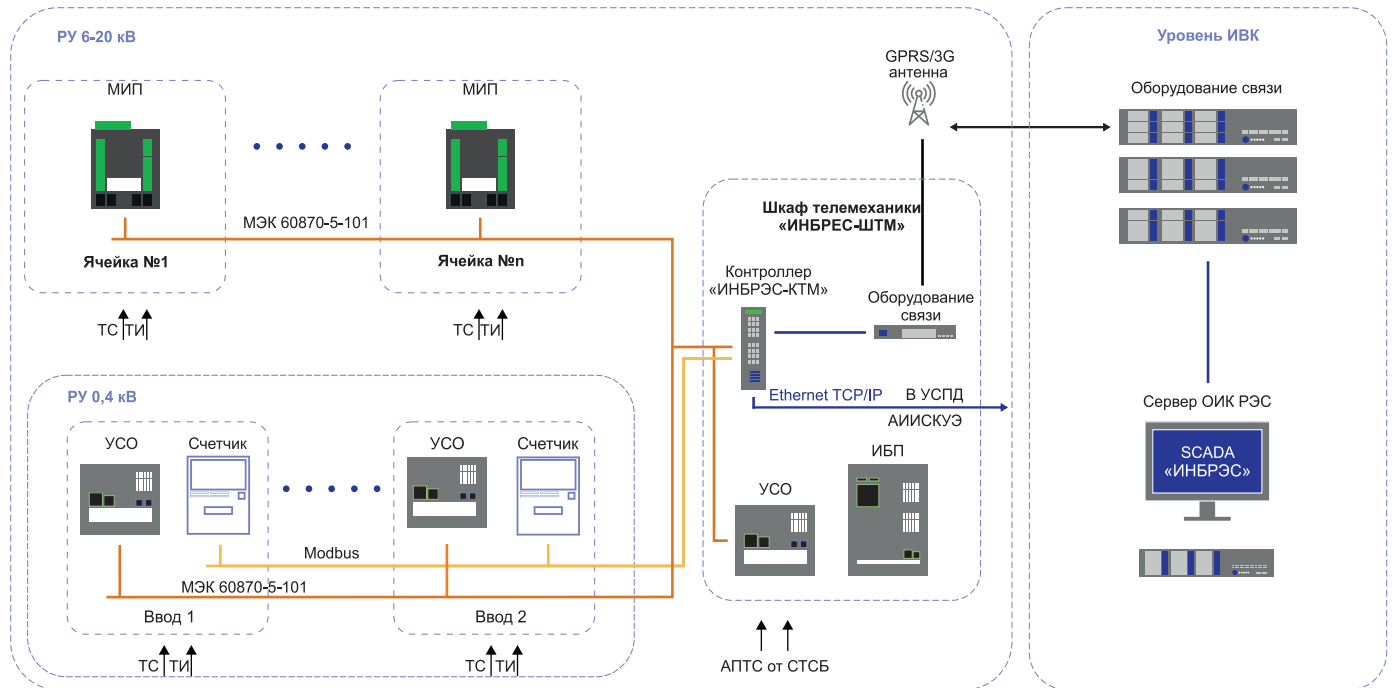 РУ 6-20 кВ
МИП
МИП
МЭК 60870-5-101
Ячейка №1
Ячейка №n
ТС ТИ
ТС ТИ
РУ 0,4 кВ
УСО
Счетчик
УСО
Счетчик
Modbus
МЭК 60870-5-101
Ввод 1
Ввод 2
ТС ТИ
ТС ТИ
GPRS/3G
антенна
Шкаф телемеханики
«ИНБРЕС-ШТМ»
Контроллер
«ИНБРЭС-КТМ»
Оборудование
связи
Ethernet TCP/IP
В УСПД
АИИСКУЭ
ИБП
УСО
АПТС от СТСБ
Уровень ИВК
Оборудование связи
Сервер ОИК РЭС
SCADA
«ИНБРЭС»